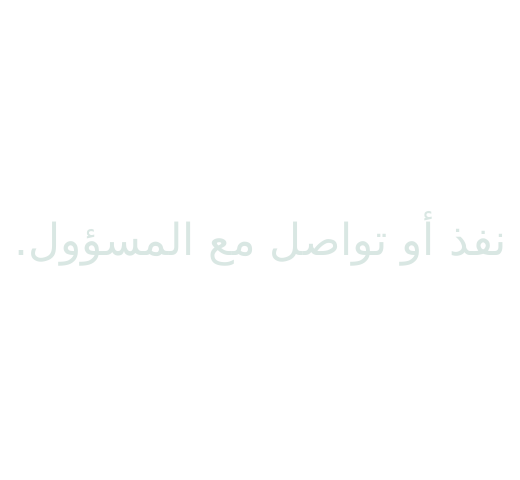 نفذ أو تواصل مع المسؤول.